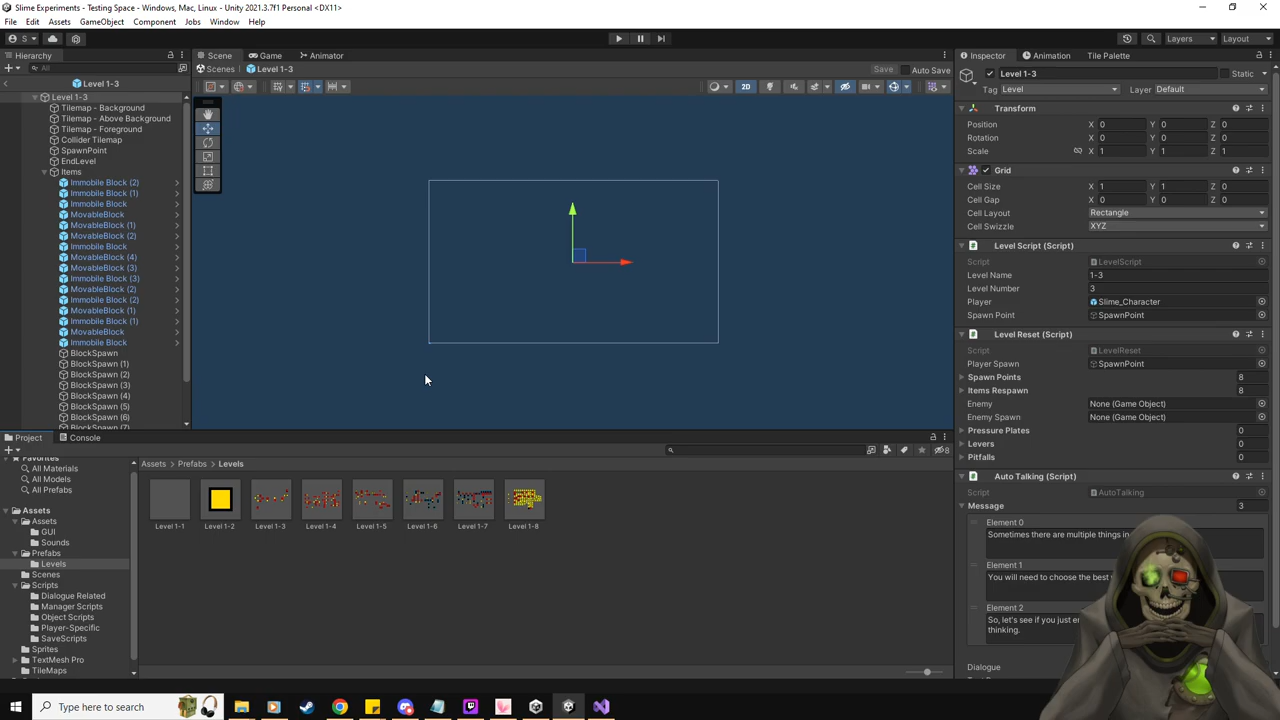 Slime Experiments - Testing Space - Windows, Mac, Linux - Unity 2021.3.7f1 Personal <DX11>
File Edit Assets GameObject Component Jobs Window Help
S Layers Layout
Hierarchy Scene Game Animator Inspector Animation Tile Palette
All Scenes Level 1-3 Save Auto Save
Level 1-3
2D
Level 1-3
Tilemap - Background
Tilemap - Above Background
Tilemap - Foreground
Collider Tilemap
SpawnPoint
EndLevel
Items
Immobile Block (2)
Immobile Block (1)
Immobile Block
MovableBlock
MovableBlock (1)
MovableBlock (2)
Immobile Block
MovableBlock (4)
MovableBlock (3)
Immobile Block (3)
MovableBlock (2)
Immobile Block (2)
MovableBlock (1)
Immobile Block (1)
MovableBlock
Immobile Block
BlockSpawn
BlockSpawn (1)
BlockSpawn (2)
BlockSpawn (3)
BlockSpawn (4)
BlockSpawn (5)
BlockSpawn (6)
BlockSpawn (7)
Level 1-3 Static
Tag Level Layer Default
Transform
Position X 0 Y 0 Z 0
Rotation X 0 Y 0 Z 0
Scale X 1 Y 1 Z 1
Grid
Cell Size X 1 Y 1 Z 0
Cell Gap X 0 Y 0 Z 0
Cell Layout Rectangle
Cell Swizzle XYZ
Level Script (Script)
Script LevelScript
Level Name 1-3
Level Number 3
Player Slime_Character
Spawn Point SpawnPoint
Level Reset (Script)
Script LevelReset
Player Spawn SpawnPoint
Spawn Points 8
Items Respawn 8
Enemy None (Game Object)
Enemy Spawn None (Game Object)
Pressure Plates 0
Levers 0
Pitfalls 0
Auto Talking (Script)
Script AutoTalking
Message 3
Element 0
Sometimes there are multiple things in
Element 1
You will need to choose the best
Element 2
So, let's see if you just
thinking.
Dialogue
Project Console
8
Favorites
All Materials
All Models
All Prefabs
Assets
Assets
GUI
Sounds
Prefabs
Levels
Scenes
Scripts
Dialogue Related
Manager Scripts
Object Scripts
Player-Specific
SaveScripts
Sprites
TextMesh Pro
TileMaps
Assets > Prefabs > Levels
Level 1-1 Level 1-2 Level 1-3 Level 1-4 Level 1-5 Level 1-6 Level 1-7 Level 1-8
Type here to search